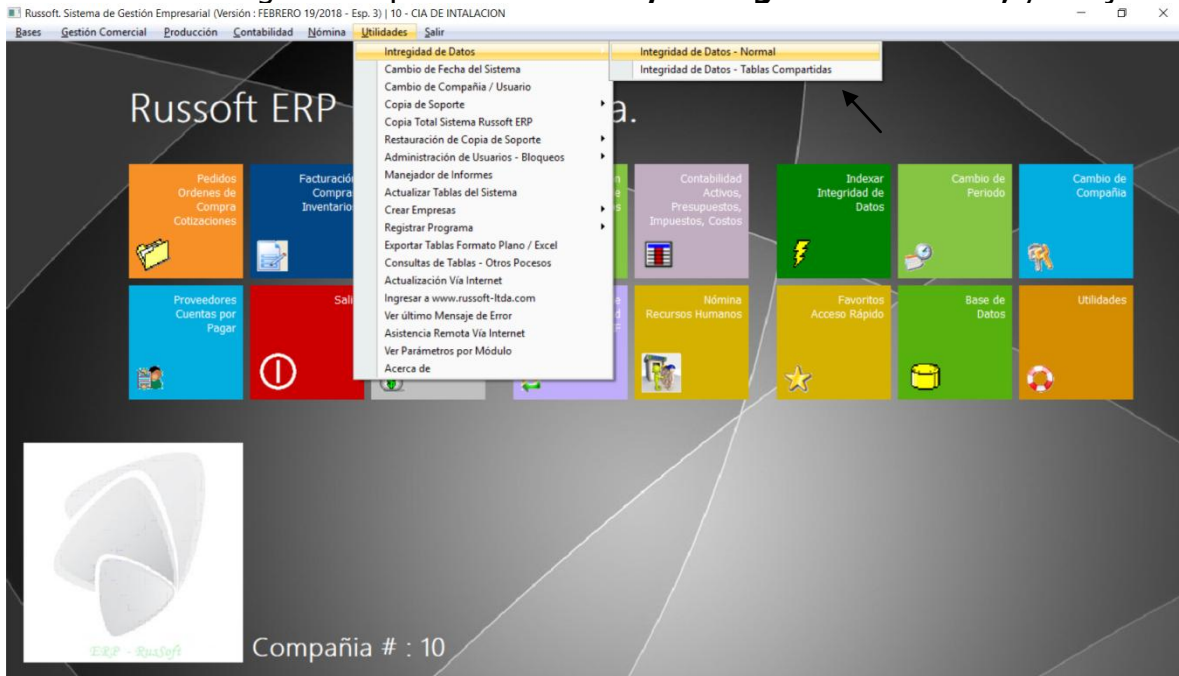 Russoft. Sistema de Gestión Empresarial (Versión : FEBRERO 19/2018 - Esp. 3) | 10 - CIA DE INTALACION
Bases Gestión Comercial Producción Contabilidad Nómina Utilidades Salir
Intregidad de Datos
Cambio de Fecha del Sistema
Cambio de Compañia / Usuario
Copia de Soporte
Copia Total Sistema Russoft ERP
Restauración de Copia de Soporte
Administración de Usuarios - Bloqueos
Manejador de Informes
Actualizar Tablas del Sistema
Crear Empresas
Registrar Programa
Exportar Tablas Formato Plano / Excel
Consultas de Tablas - Otros Pocesos
Actualización Vía Internet
Ingresar a www.russoft-ltda.com
Ver último Mensaje de Error
Asistencia Remota Vía Internet
Ver Parámetros por Módulo
Acerca de
Integridad de Datos - Normal
Integridad de Datos - Tablas Compartidas
Russoft ERP
a.
Pedidos
Ordenes de
Compra
Cotizaciones
Facturación
Compra
Inventario
Contabilidad
Activos,
Presupuestos,
Impuestos, Costos
Indexar
Integridad de
Datos
Cambio de
Periodo
Cambio de
Compañia
Proveedores
Cuentas por
Pagar
Sali
Nómina
Recursos Humanos
Favoritos
Acceso Rápido
Base de
Datos
Utilidades
ERP - RusSoft
Compañia # : 10